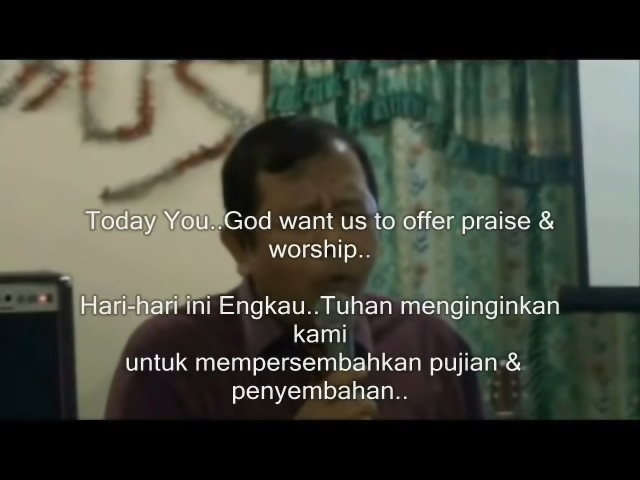 Today You..God want us to offer praise &
worship..
Hari-hari ini Engkau..Tuhan menginginkan
kami
untuk mempersembahkan pujian &
penyembahan..